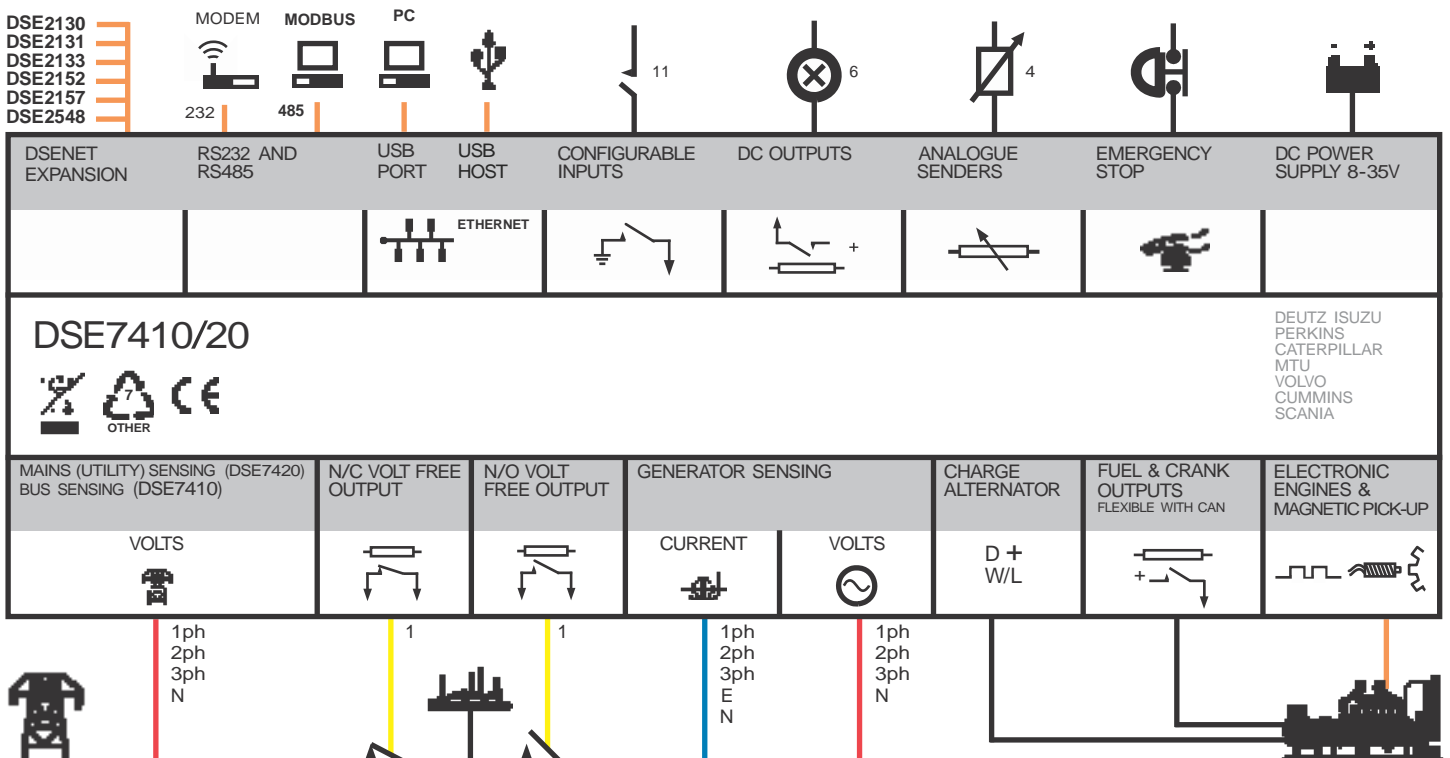 DSE2130
DSE2131
DSE2133
DSE2152
DSE2157
DSE2548
MODEM
232
MODBUS
485
PC
11
6
4
- +
DSENET
EXPANSION
RS232 AND
RS485
USB
PORT
USB
HOST
CONFIGURABLE
INPUTS
DC OUTPUTS
ANALOGUE
SENDERS
EMERGENCY
STOP
DC POWER
SUPPLY 8-35V
ETHERNET
+
DSE7410/20
7
OTHER
CE
DEUTZ ISUZU
PERKINS
CATERPILLAR
MTU
VOLVO
CUMMINS
SCANIA
MAINS (UTILITY) SENSING (DSE7420)
BUS SENSING (DSE7410)
N/C VOLT FREE
OUTPUT
N/O VOLT
FREE OUTPUT
GENERATOR SENSING
CHARGE
ALTERNATOR
FUEL & CRANK
OUTPUTS
FLEXIBLE WITH CAN
ELECTRONIC
ENGINES &
MAGNETIC PICK-UP
VOLTS
CURRENT
VOLTS
D +
W/L
+
1ph
2ph
3ph
N
1
1
1ph
2ph
3ph
E
N
1ph
2ph
3ph
N